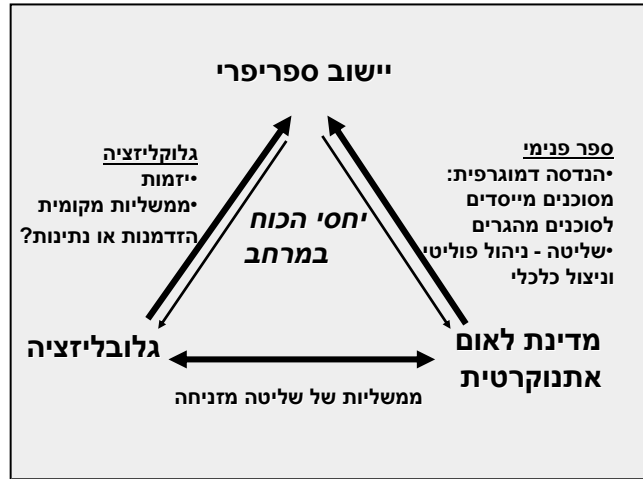 יישוב ספריפרי
ספר פנימי
•הנדסה דמוגרפית:
מסוכנים מייסדים
לסוכנים מהגרים
•שליטה - ניהול פוליטי
וניצול כלכלי
גלוקליזציה
•יזמות
•ממשליות מקומית
הזדמנות או נתינות?
יחסי הכוח
במרחב
גלובליזציה
מדינת לאום
אתנוקרטית
ממשליות של שליטה מזניחה